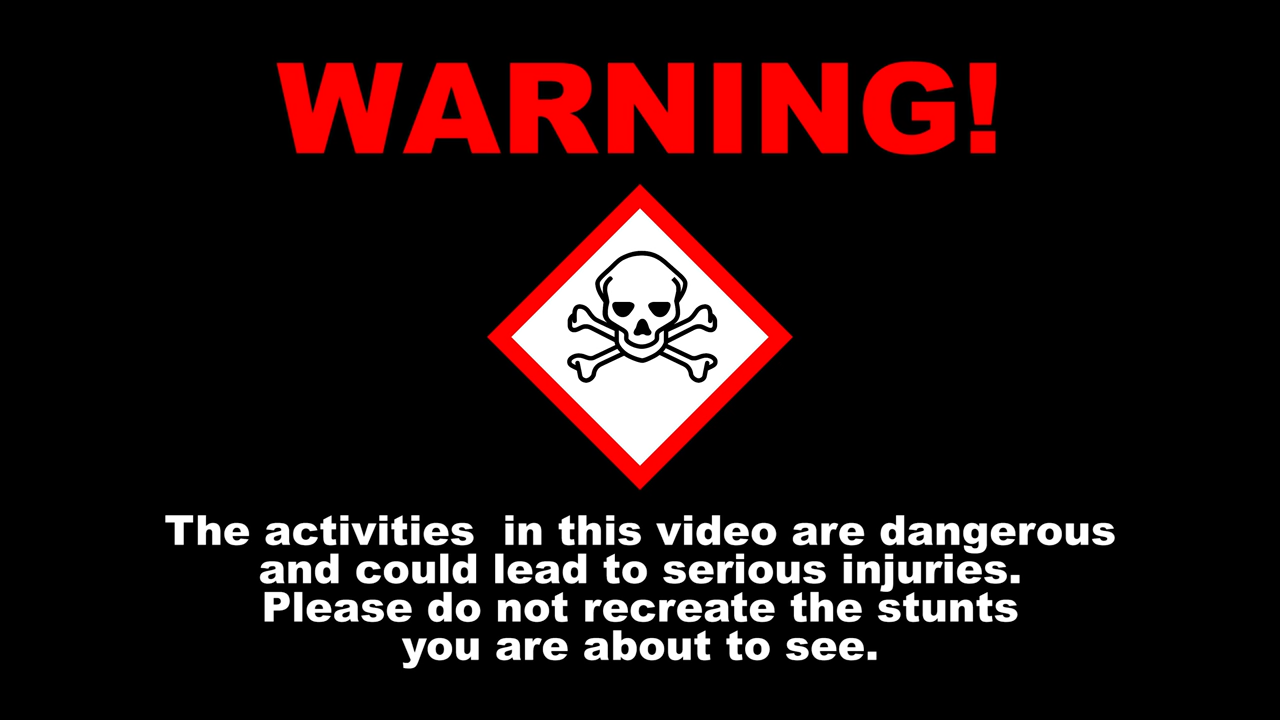 WARNING!
The activities  in this video are dangerous
and could lead to serious injuries.
Please do not recreate the stunts
you are about to see.